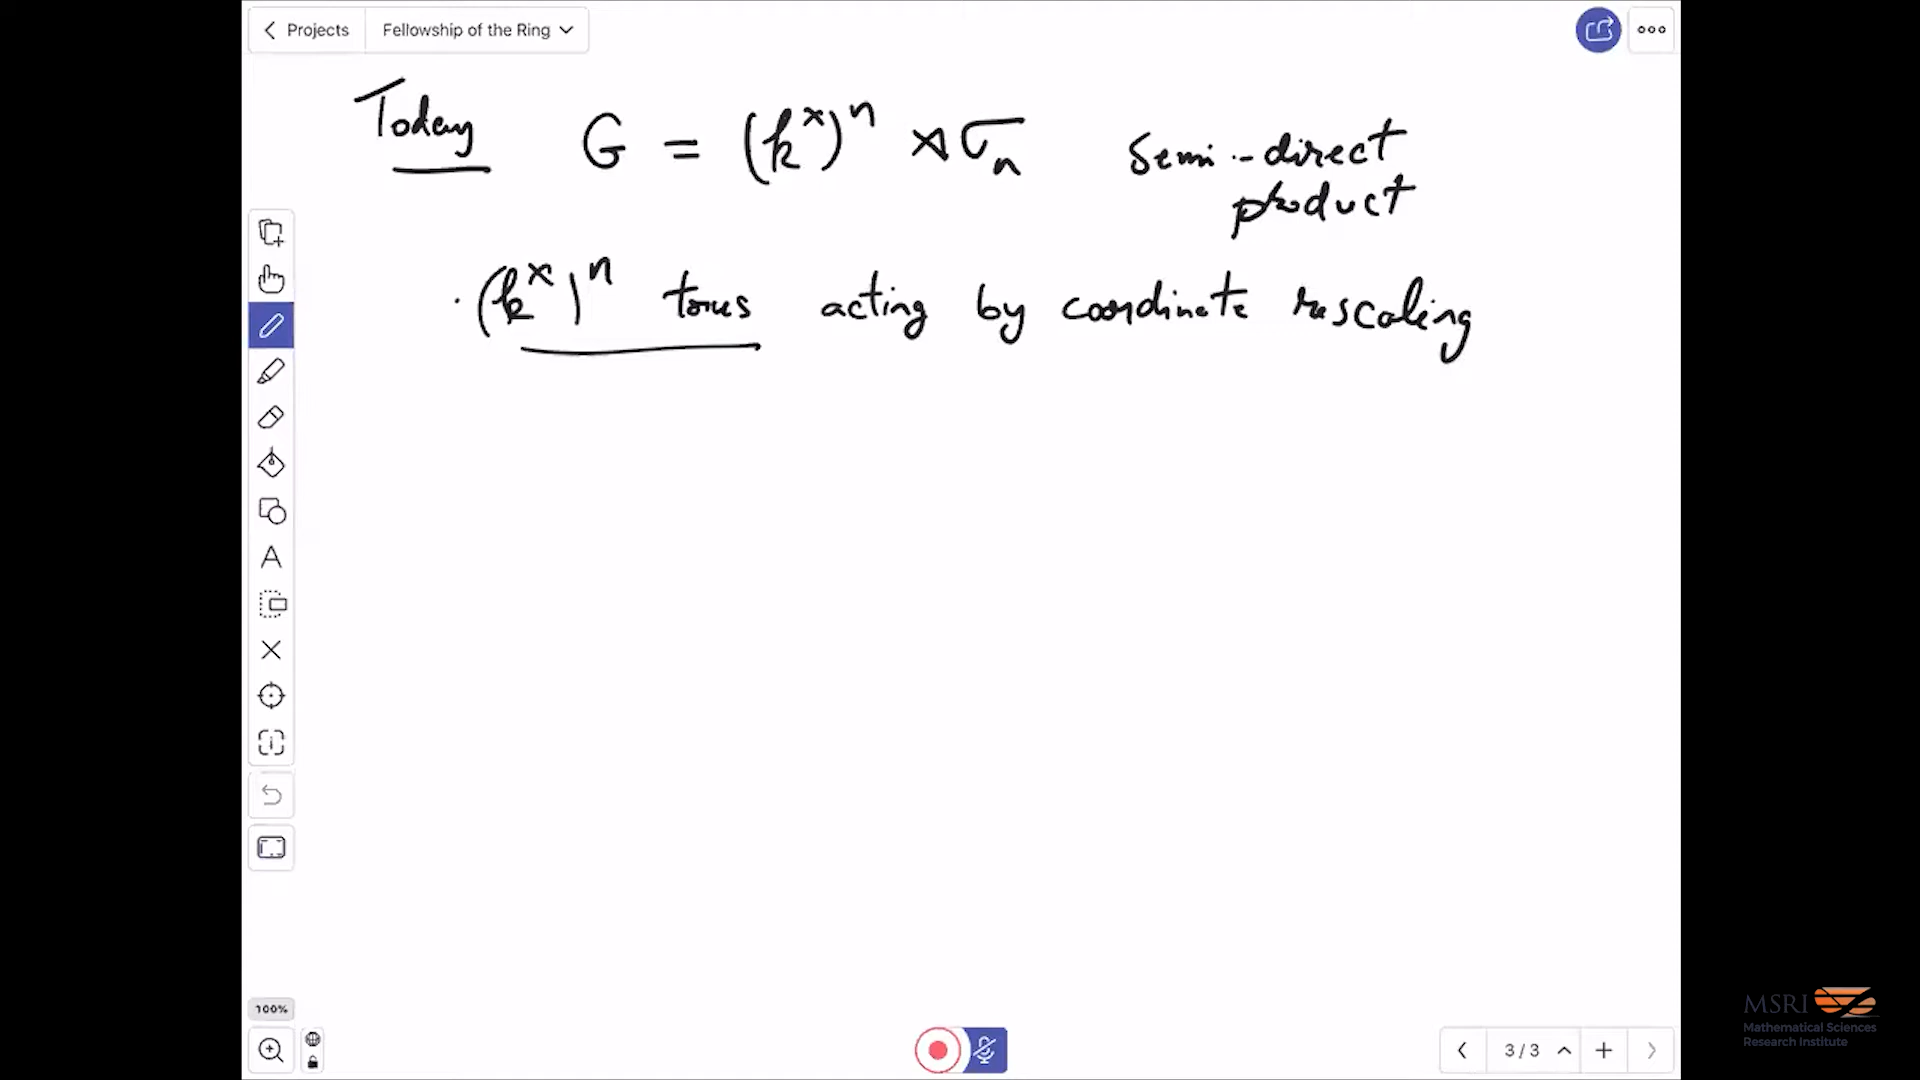 Projects
Fellowship of the Ring
Today G = (k^x)^n ⋊ σ_n semi-direct
product
· (k^x)^n torus acting by coordinate rescaling
A
100%
3/3
MSRI
Mathematical Sciences
Research Institute